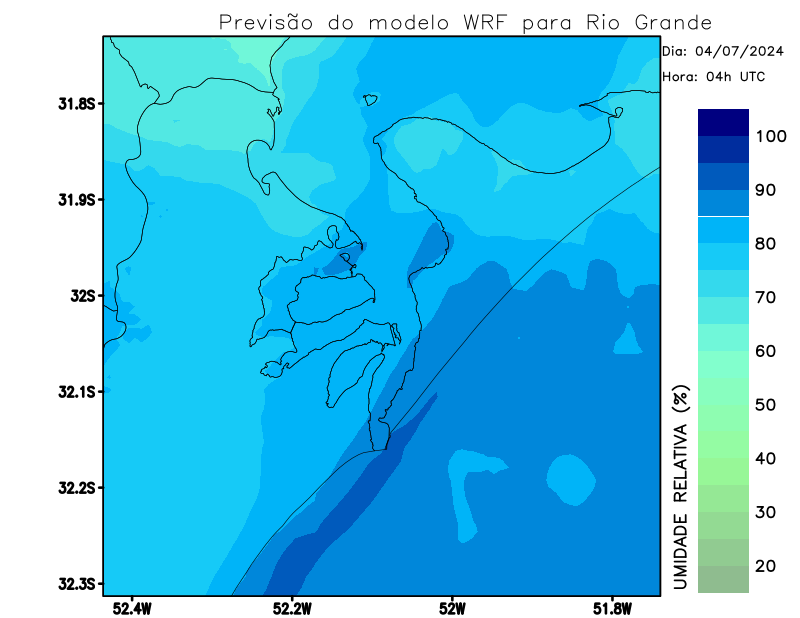 Previsão do modelo WRF para Rio Grande
Dia: 04/07/2024
Hora: 04h UTC
31.8S
31.9S
32S
32.1S
32.2S
32.3S
52.4W
52.2W
52W
51.8W
100
90
80
70
60
50
40
30
20
UMIDADE RELATIVA (%)